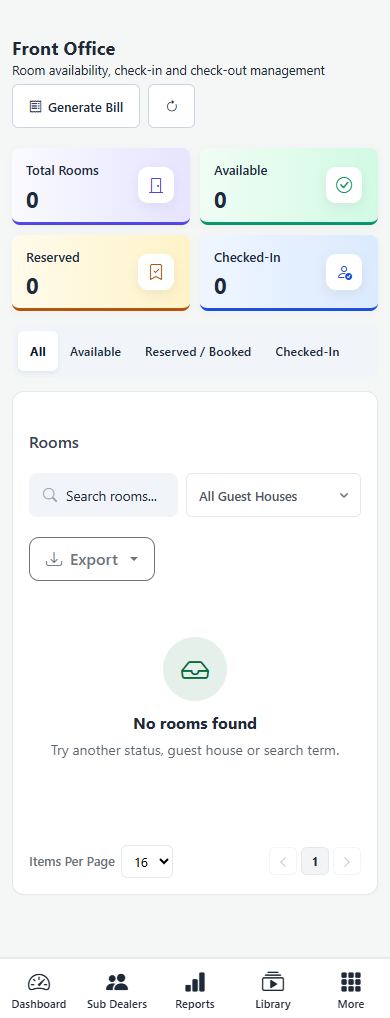 Front Office
Room availability, check-in and check-out management
Generate Bill
Total Rooms
0
Available
0
Reserved
0
Checked-In
0
All Available Reserved / Booked Checked-In
Rooms
Search rooms... All Guest Houses
Export
No rooms found
Try another status, guest house or search term.
Items Per Page 16 1
Dashboard Sub Dealers Reports Library More